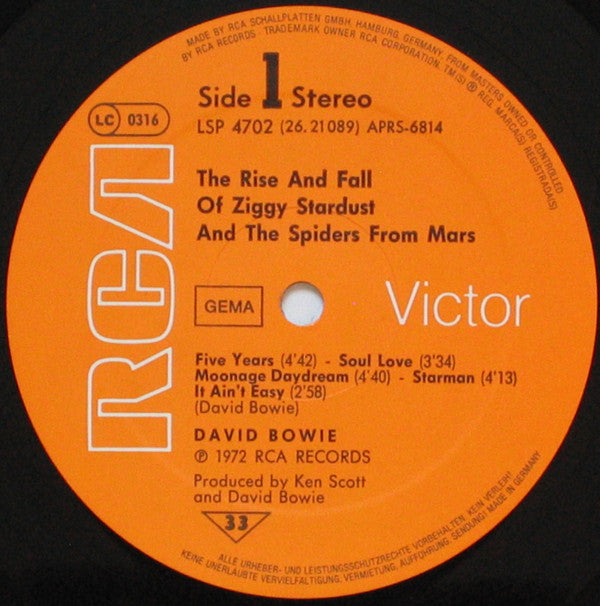 MADE BY RCA SCHALLPLATTEN GMBH, HAMBURG, GERMANY, FROM MASTERS OWNED OR CONTROLLED
BY RCA RECORDS · TRADEMARK OWNER RCA CORPORATION. TM(S) ® REG. MARCA(S) REGISTRADA(S)
Side 1 Stereo
LC 0316
LSP 4702 (26.21089) APRS-6814
RCA
The Rise And Fall
Of Ziggy Stardust
And The Spiders From Mars
GEMA
Victor
Five Years (4'42) - Soul Love (3'34)
Moonage Daydream (4'40) - Starman (4'13)
It Ain't Easy (2'58)
(David Bowie)
DAVID BOWIE
℗ 1972 RCA RECORDS
Produced by Ken Scott
and David Bowie
33
ALLE URHEBER- UND LEISTUNGSSCHUTZRECHTE VORBEHALTEN. KEIN VERLEIH!
KEINE UNERLAUBTE VERVIELFÄLTIGUNG, VERMIETUNG, AUFFÜHRUNG, SENDUNG! MADE IN GERMANY